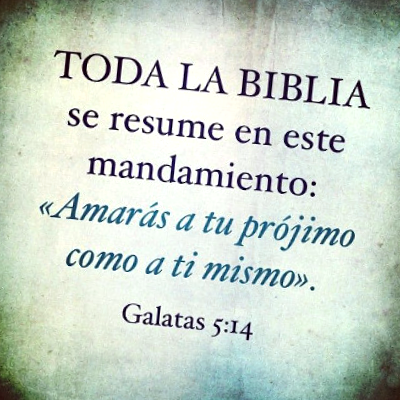 TODA LA BIBLIA
se resume en este
mandamiento:
«Amarás a tu prójimo
como a ti mismo».
Galatas 5:14